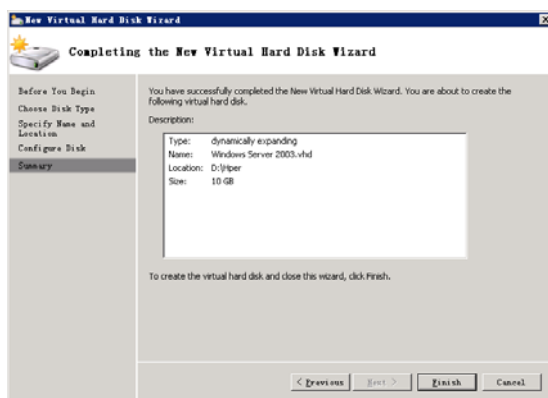 New Virtual Hard Disk Wizard
Completing the New Virtual Hard Disk Wizard
Before You Begin
Choose Disk Type
Specify Name and
Location
Configure Disk
Summary
You have successfully completed the New Virtual Hard Disk Wizard. You are about to create the
following virtual hard disk.
Description:
Type: dynamically expanding
Name: Windows Server 2003.vhd
Location: D:\Hper
Size: 10 GB
To create the virtual hard disk and close this wizard, click Finish.
< Previous Next > Finish Cancel